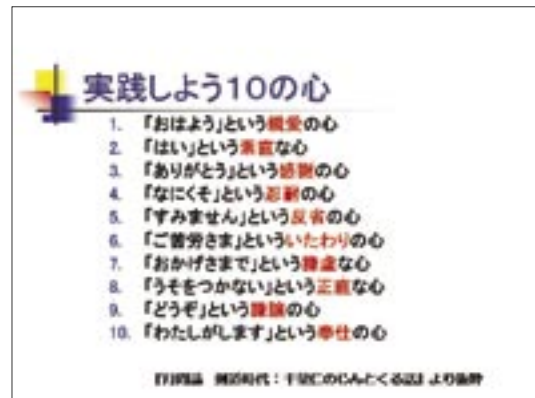 実践しよう10の心
1. 「おはよう」という親愛の心
2. 「はい」という素直な心
3. 「ありがとう」という感謝の心
4. 「なにくそ」という忍耐の心
5. 「すみません」という反省の心
6. 「ご苦労さま」といういたわりの心
7. 「おかげさまで」という謙虚な心
8. 「うそをつかない」という正直な心
9. 「どうぞ」という謙譲の心
10. 「わたしがします」という奉仕の心
より抜粋